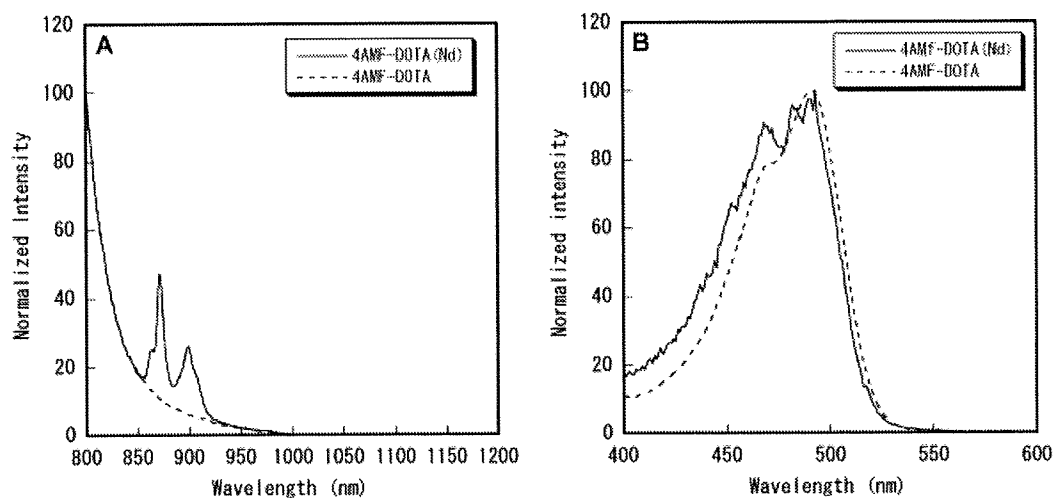 A
4AMF-DOTA(Nd)
4AMF-DOTA
Normalized intensity
120
100
80
60
40
20
0
800 850 900 950 1000 1050 1100 1150 1200
Wavelength (nm)
B
4AMf-DOTA(Nd)
4AMF-DOTA
Normalized intensity
120
100
80
60
40
20
0
400 450 500 550 600
Wavelength (nm)